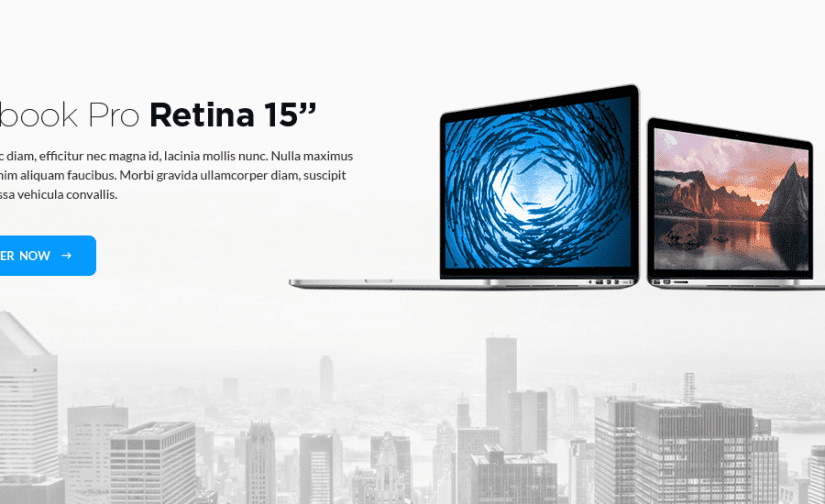 book Pro Retina 15”
c diam, efficitur nec magna id, lacinia mollis nunc. Nulla maximus
nim aliquam faucibus. Morbi gravida ullamcorper diam, suscipit
ssa vehicula convallis.
ER NOW →